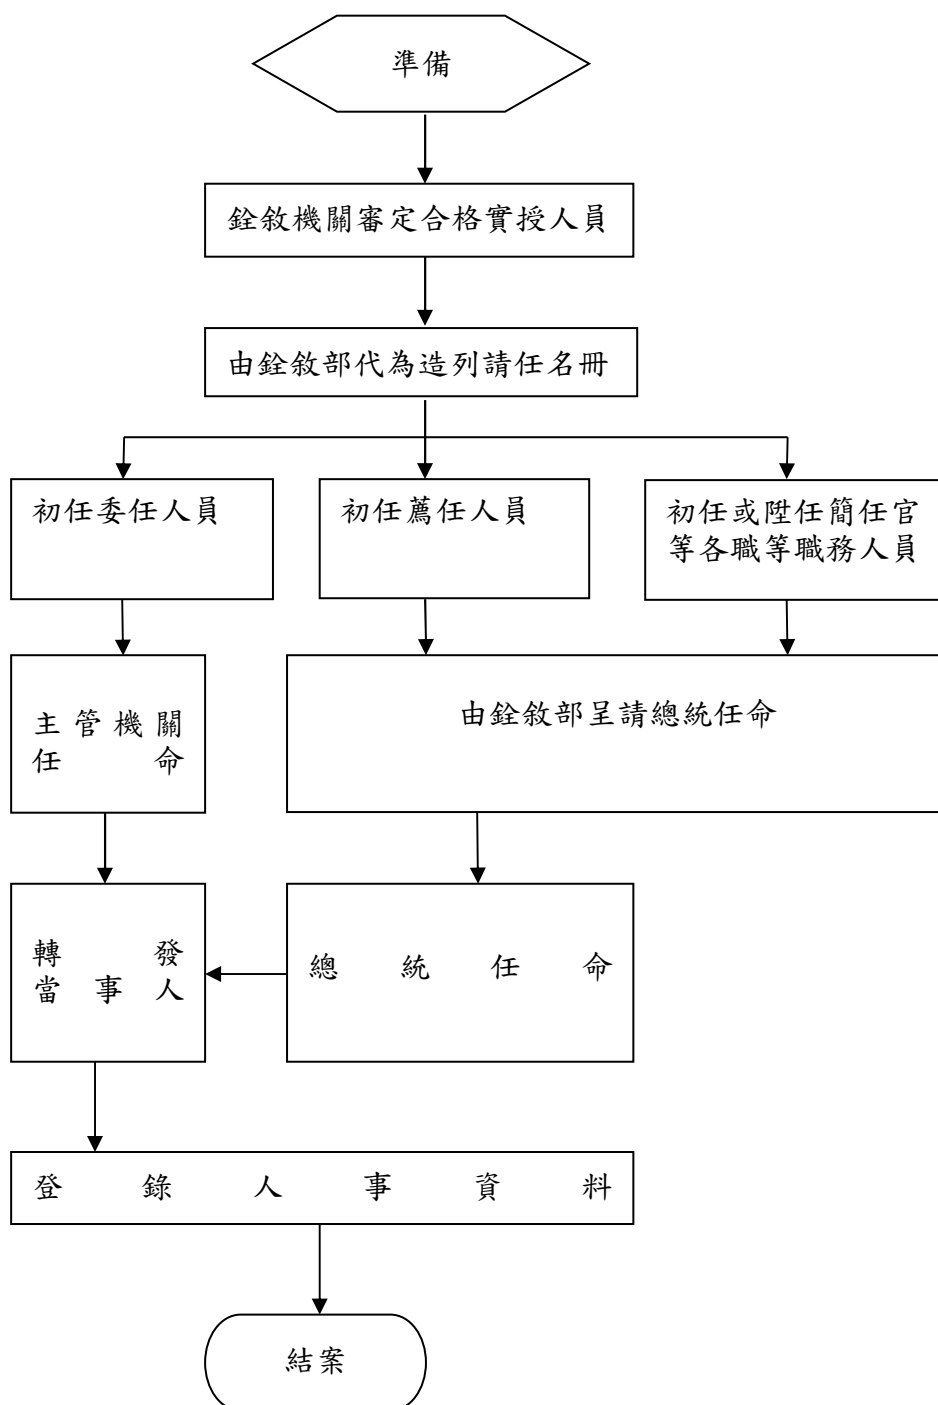 準備
銓敘機關審定合格實授人員
由銓敘部代為造列請任名冊
初任委任人員
初任薦任人員
初任或陞任簡任官
等各職等職務人員
主管機關
任命
由銓敘部呈請總統任命
轉發
當事人
總統任命
登錄人事資料
結案